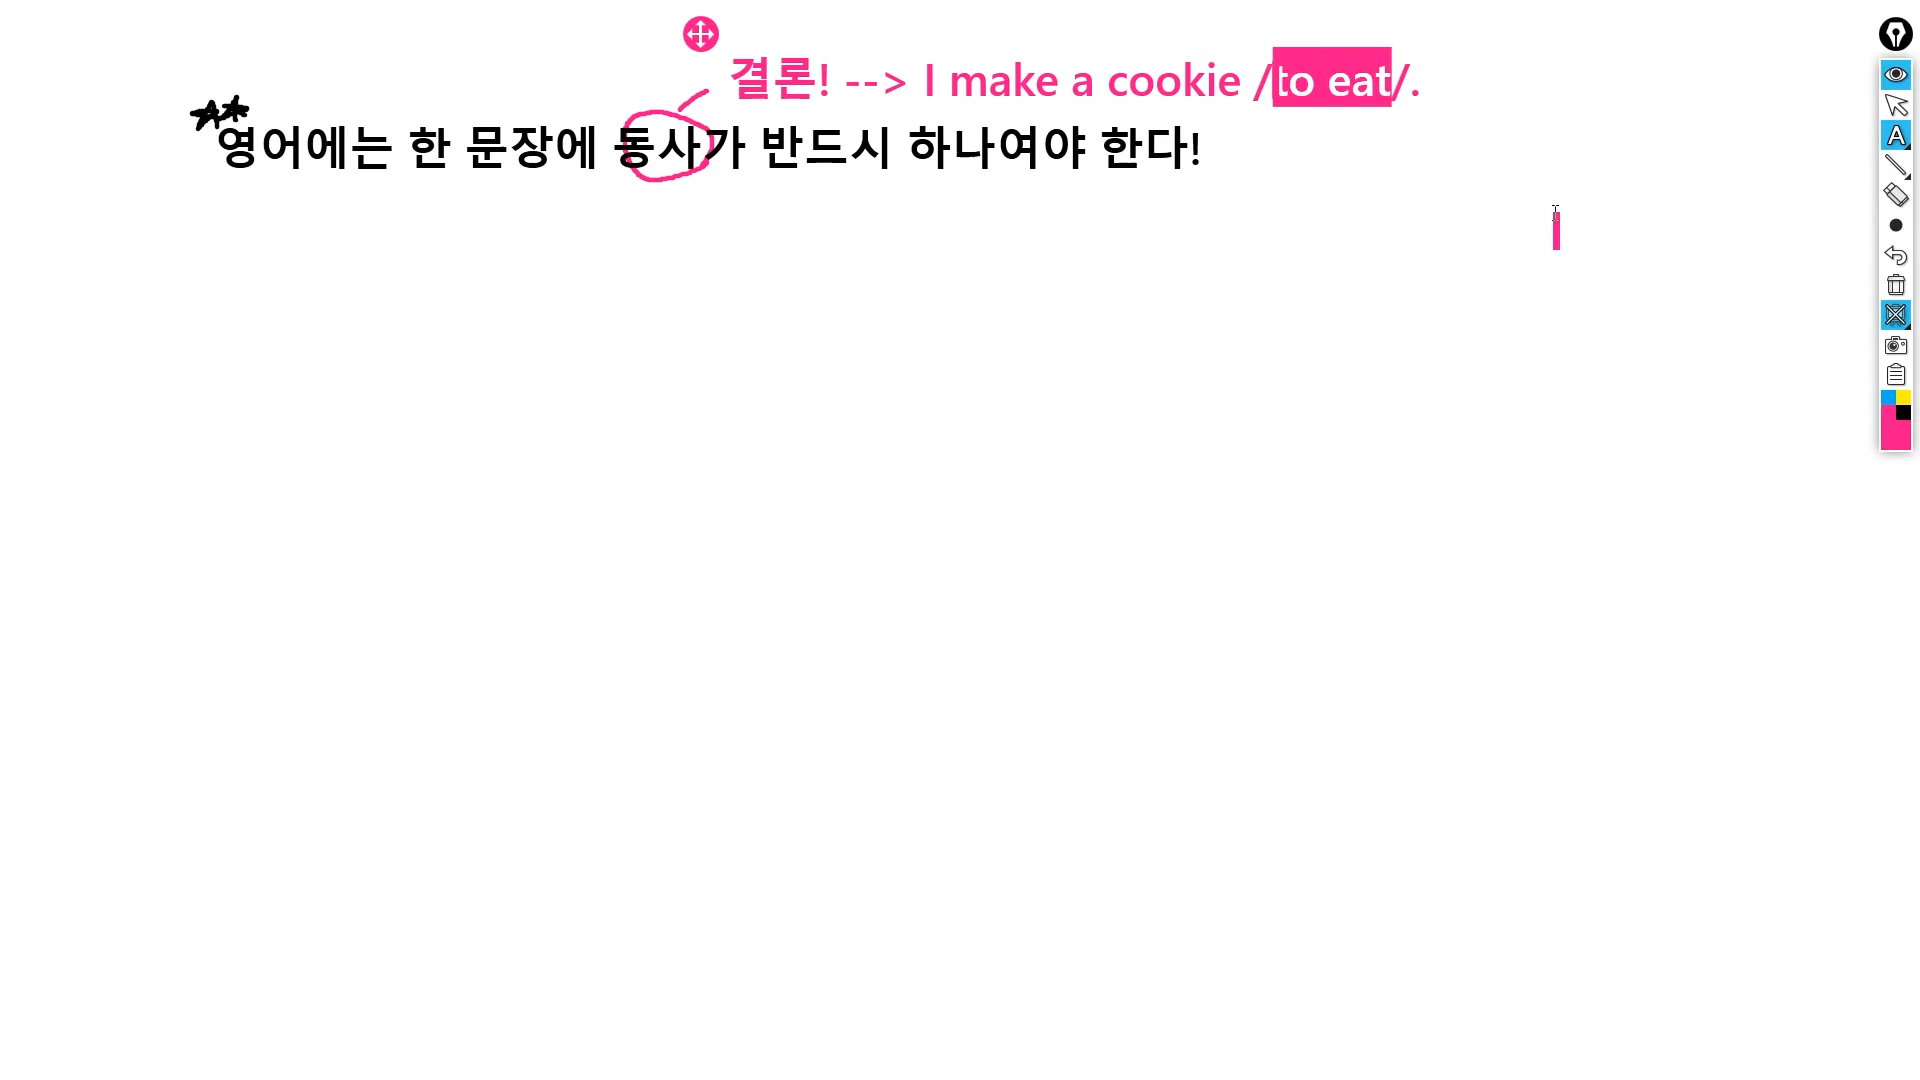 결론! --> I make a cookie /to eat/.
영어에는 한 문장에 동사가 반드시 하나여야 한다!